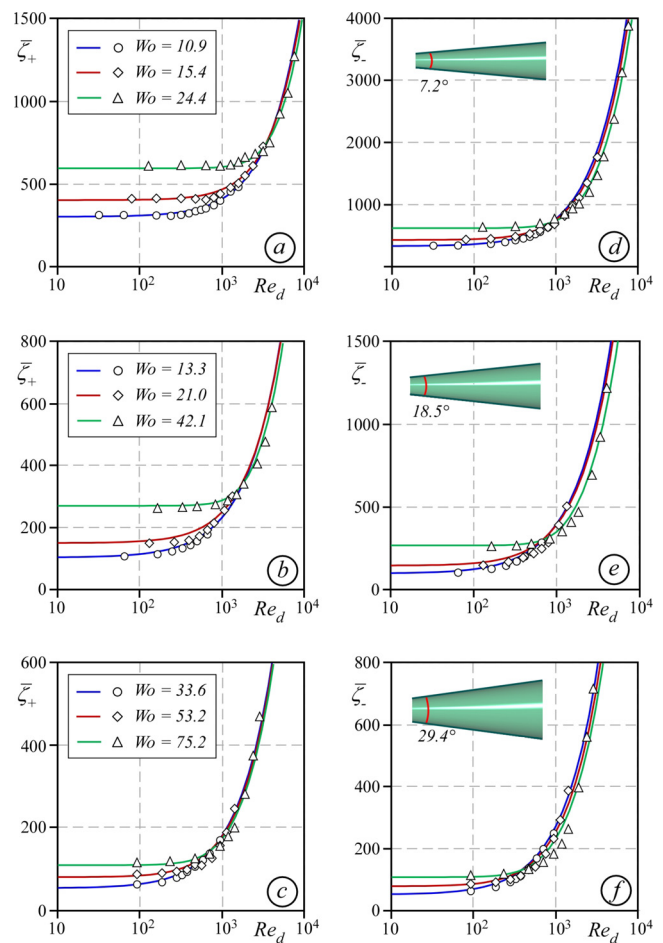 1500
ζ̄₊
1000
500
0
Wo = 10.9
Wo = 15.4
Wo = 24.4
a
10
10²
10³
Re_d
10⁴
4000
ζ̄₋
3000
1000
0
7.2°
d
10
10²
10³
Re_d
10⁴
800
ζ̄₊
600
400
200
0
Wo = 13.3
Wo = 21.0
Wo = 42.1
b
10
10²
10³
Re_d
10⁴
1500
ζ̄₋
1000
500
0
18.5°
e
10
10²
10³
Re_d
10⁴
600
ζ̄₊
400
200
0
Wo = 33.6
Wo = 53.2
Wo = 75.2
c
10
10²
10³
Re_d
10⁴
800
ζ̄₋
600
400
200
0
29.4°
f
10
10²
10³
Re_d
10⁴